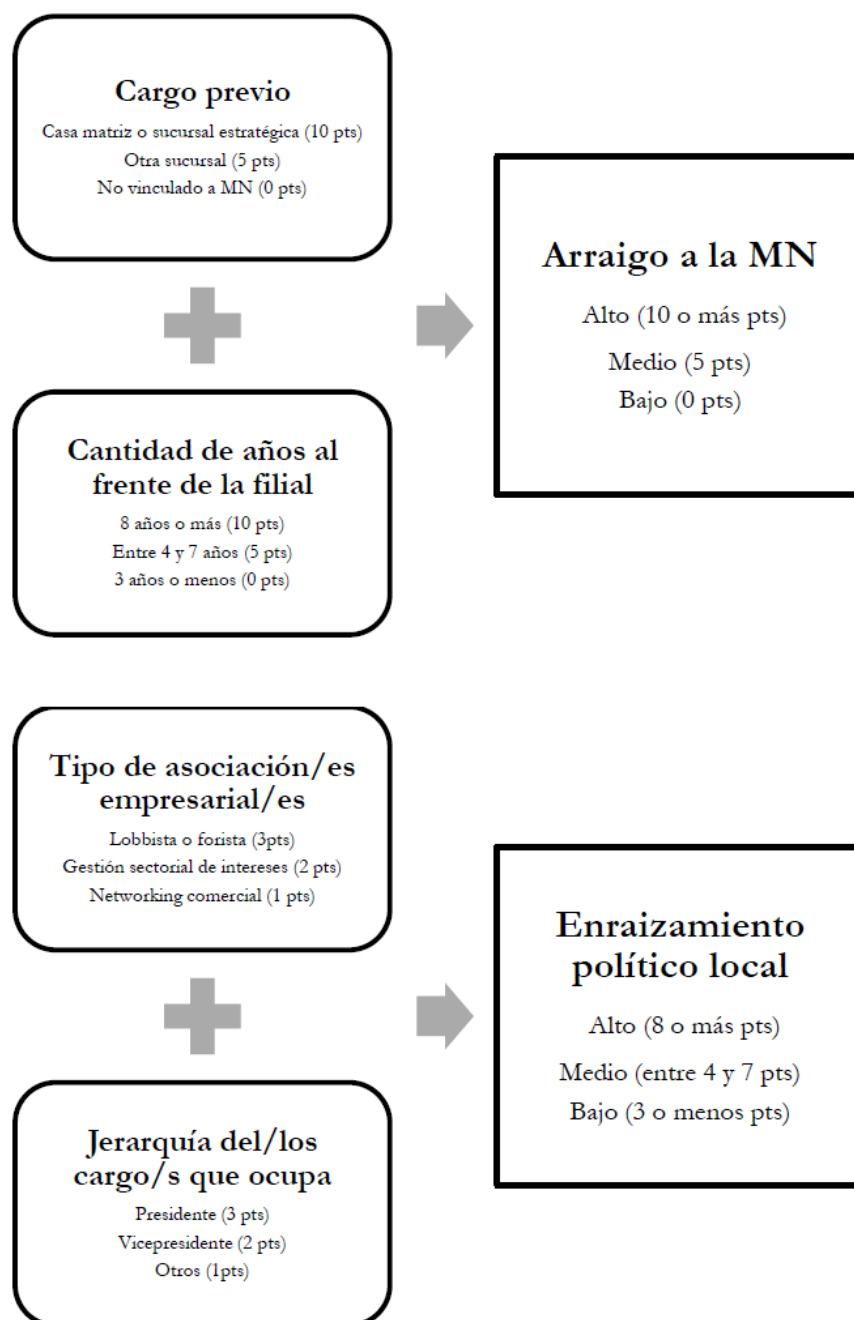 Cargo previo
Casa matriz o sucursal estratégica (10 pts)
Otra sucursal (5 pts)
No vinculado a MN (0 pts)
Cantidad de años al
frente de la filial
8 años o más (10 pts)
Entre 4 y 7 años (5 pts)
3 años o menos (0 pts)
Arraigo a la MN
Alto (10 o más pts)
Medio (5 pts)
Bajo (0 pts)
Tipo de asociación/es
empresarial/es
Lobbista o forista (3pts)
Gestión sectorial de intereses (2 pts)
Networking comercial (1 pts)
Jerarquía del/los
cargo/s que ocupa
Presidente (3 pts)
Vicepresidente (2 pts)
Otros (1pts)
Enraizamiento
político local
Alto (8 o más pts)
Medio (entre 4 y 7 pts)
Bajo (3 o menos pts)